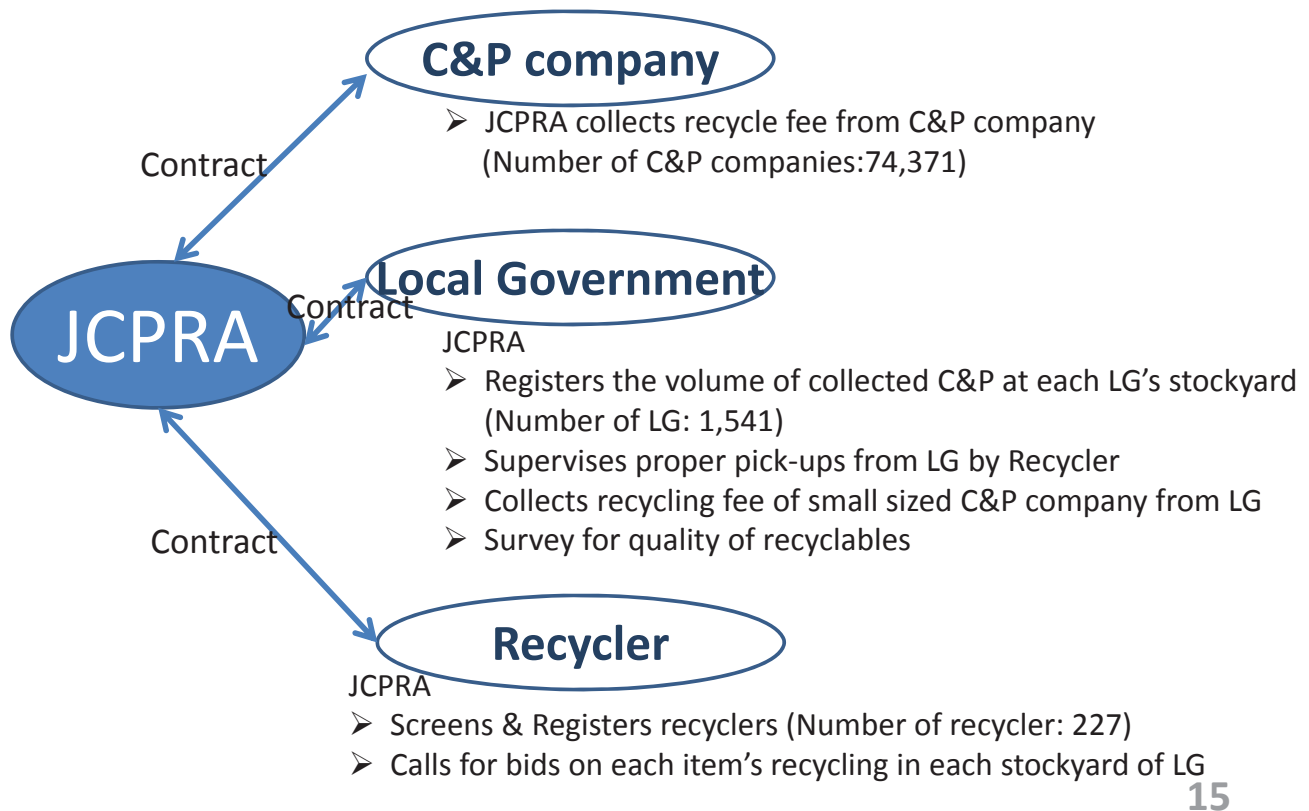 C&P company
➢ JCPRA collects recycle fee from C&P company
(Number of C&P companies:74,371)
Contract
Local Government
Contract
JCPRA
JCPRA
➢ Registers the volume of collected C&P at each LG’s stockyard
(Number of LG: 1,541)
➢ Supervises proper pick-ups from LG by Recycler
➢ Collects recycling fee of small sized C&P company from LG
➢ Survey for quality of recyclables
Contract
Recycler
JCPRA
➢ Screens & Registers recyclers (Number of recycler: 227)
➢ Calls for bids on each item’s recycling in each stockyard of LG
15